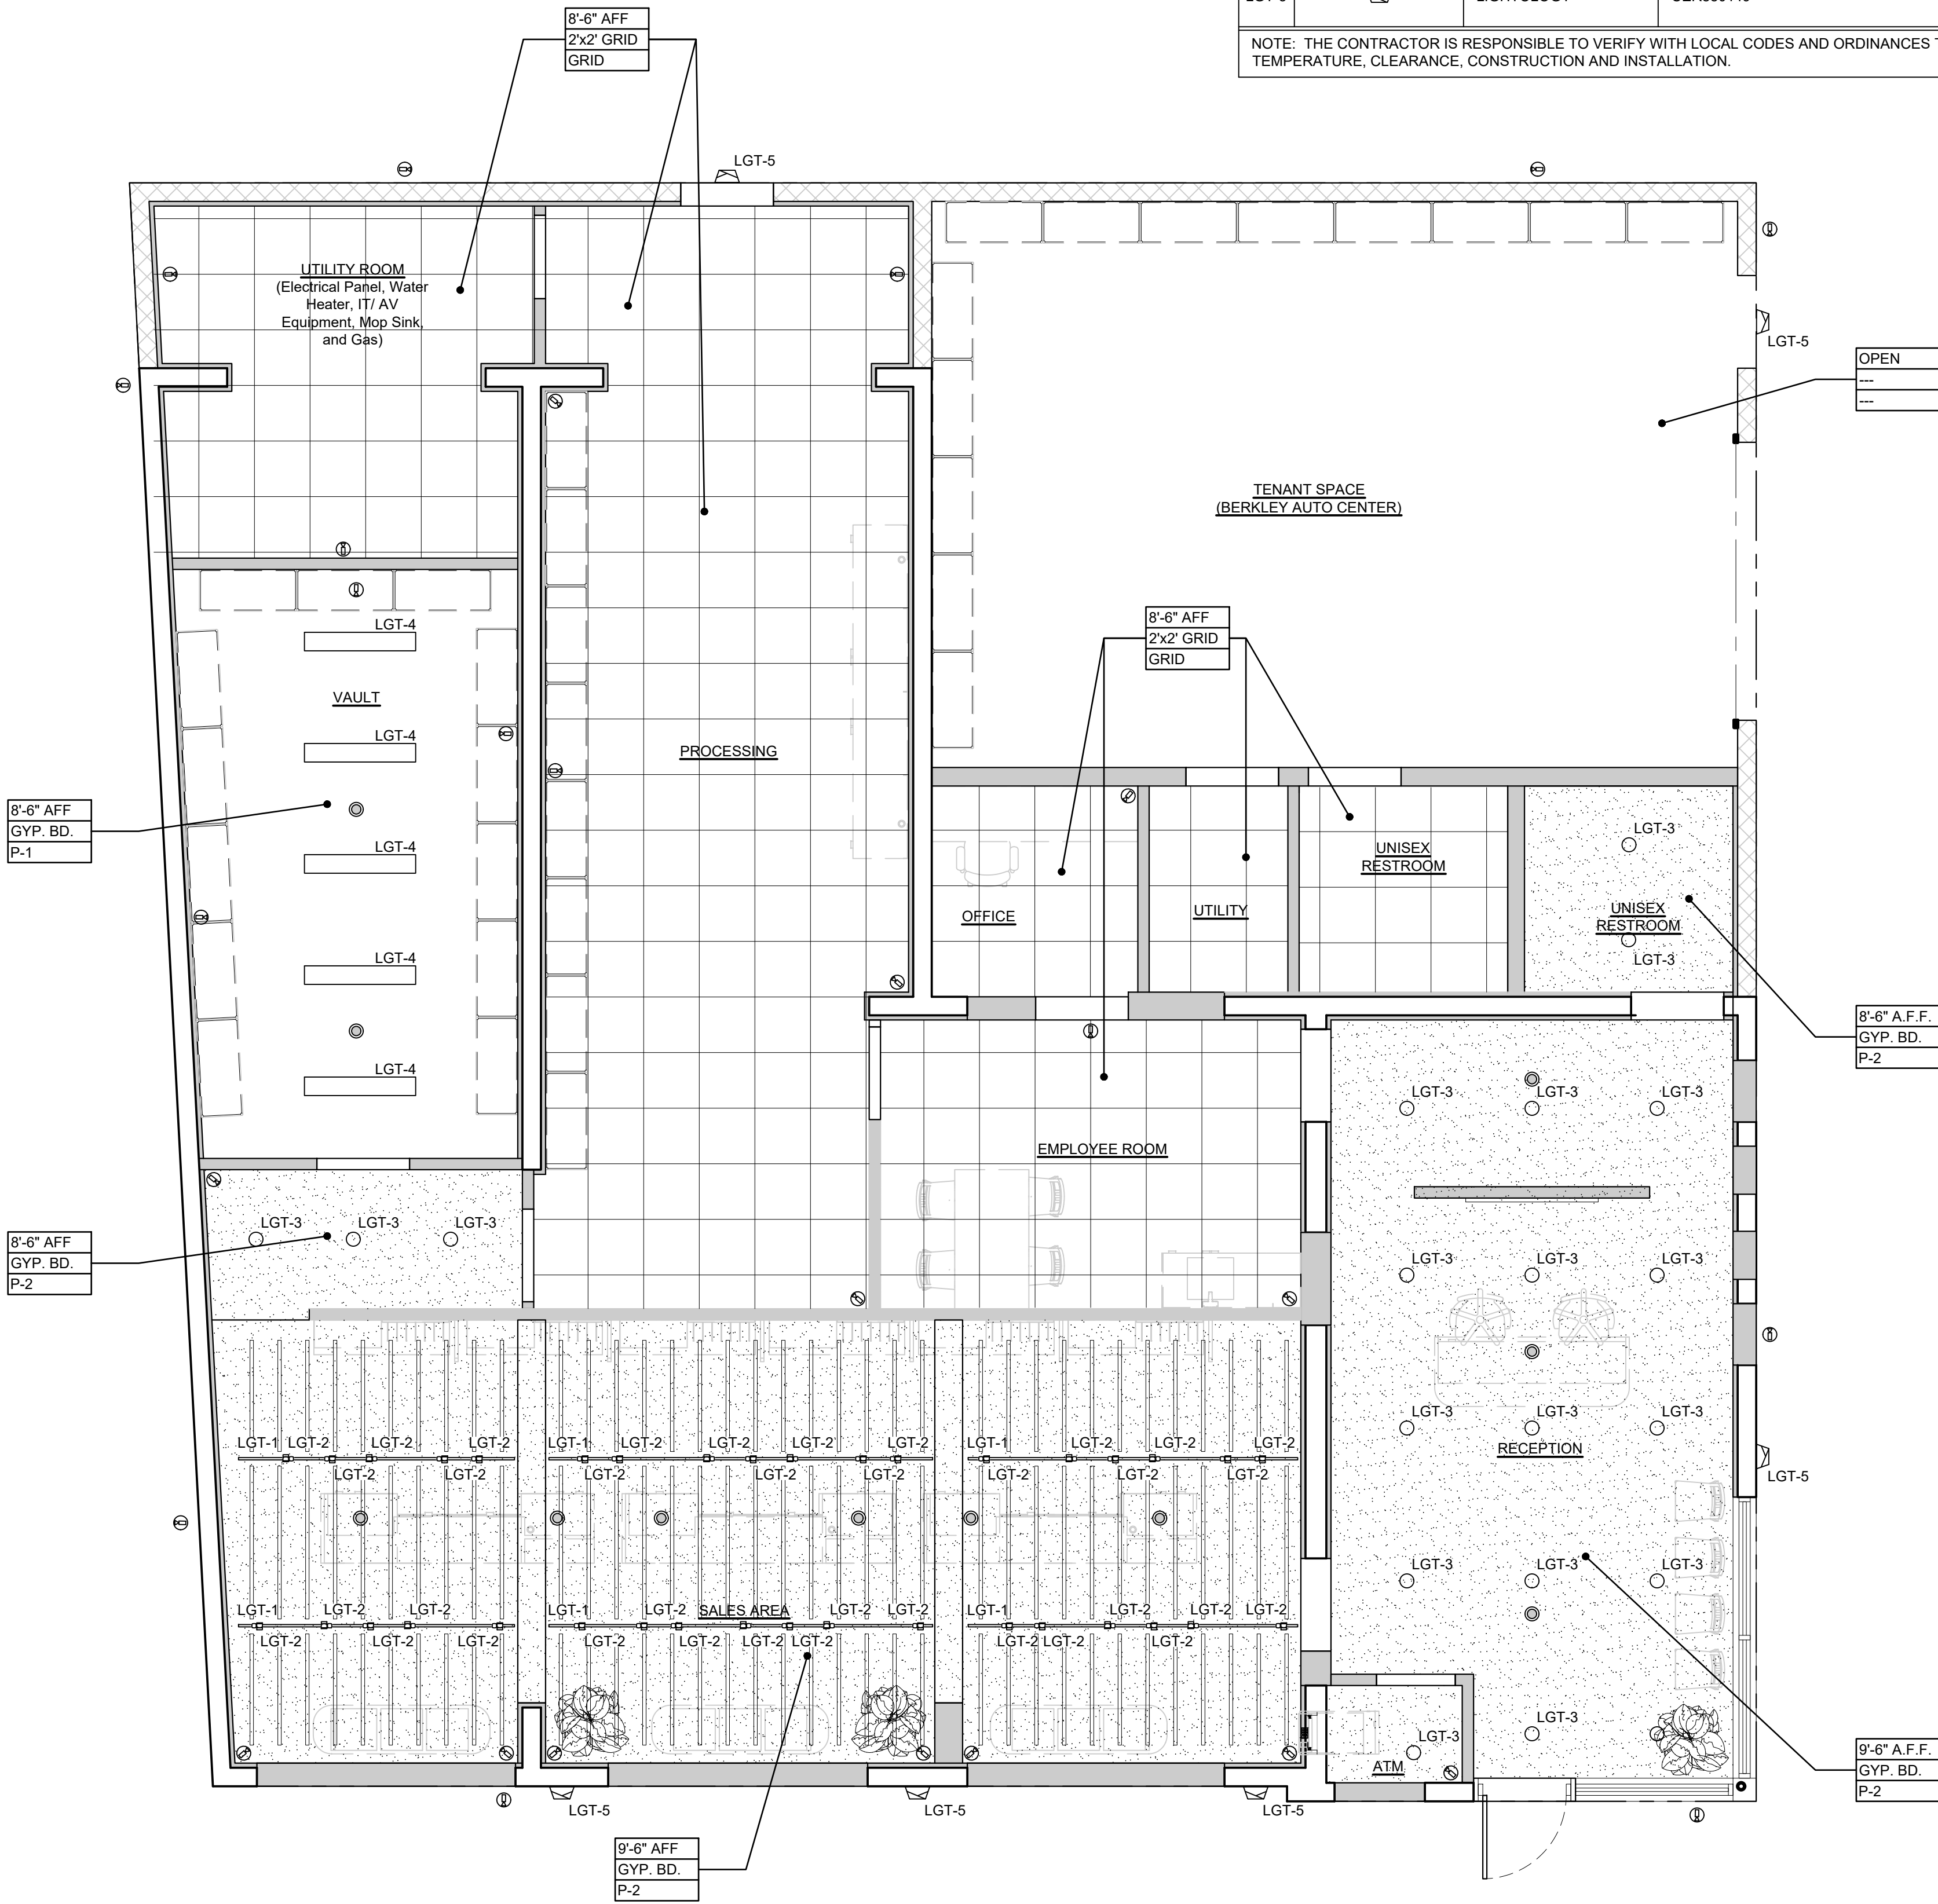 8'-6" AFF
2'x2' GRID
GRID
NOTE: THE CONTRACTOR IS RESPONSIBLE TO VERIFY WITH LOCAL CODES AND ORDINANCES
TEMPERATURE, CLEARANCE, CONSTRUCTION AND INSTALLATION.
LGT-5
UTILITY ROOM
(Electrical Panel, Water
Heater, IT/ AV
Equipment, Mop Sink,
and Gas)
LGT-5
OPEN
---
---
TENANT SPACE
(BERKLEY AUTO CENTER)
8'-6" AFF
2'x2' GRID
GRID
LGT-4
VAULT
LGT-4
PROCESSING
8'-6" AFF
GYP. BD.
P-1
LGT-4
LGT-3
UNISEX
RESTROOM
OFFICE
UTILITY
UNISEX
RESTROOM
LGT-3
LGT-4
8'-6" A.F.F.
GYP. BD.
P-2
LGT-4
LGT-3 LGT-3 LGT-3
EMPLOYEE ROOM
8'-6" AFF
GYP. BD.
P-2
LGT-3 LGT-3 LGT-3
LGT-3 LGT-3 LGT-3
LGT-3 LGT-3 LGT-3
RECEPTION
LGT-5
LGT-1 LGT-2 LGT-2 LGT-2 LGT-1 LGT-2 LGT-2 LGT-2 LGT-2 LGT-1 LGT-2 LGT-2 LGT-2
LGT-2 LGT-2 LGT-2 LGT-2 LGT-2 LGT-2 LGT-2
LGT-3 LGT-3 LGT-3
LGT-1 LGT-2 LGT-2 LGT-1 LGT-2 SALES AREA LGT-2 LGT-2 LGT-1 LGT-2 LGT-2 LGT-2
LGT-2 LGT-2 LGT-2 LGT-2 LGT-2 LGT-2 LGT-2 LGT-2 LGT-2 LGT-2
LGT-3
LGT-3
ATM
9'-6" A.F.F.
GYP. BD.
P-2
LGT-5 LGT-5 LGT-5
9'-6" AFF
GYP. BD.
P-2